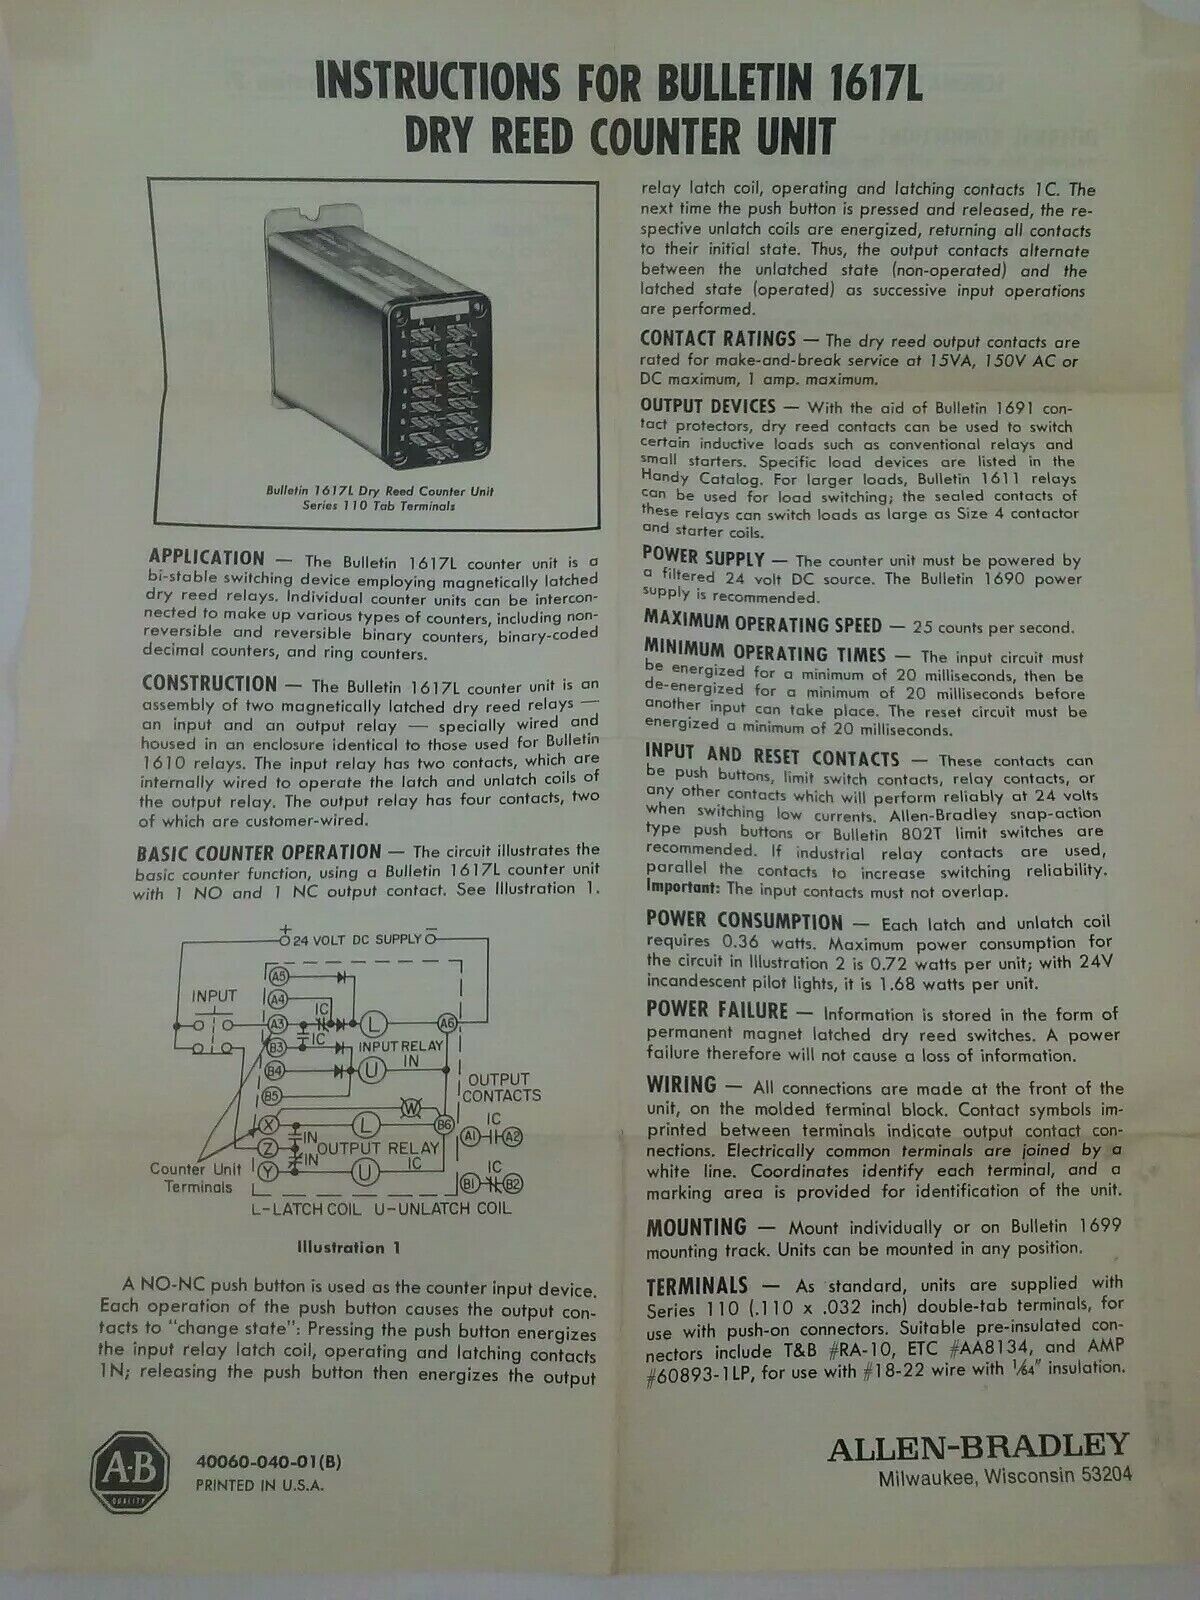 INSTRUCTIONS FOR BULLETIN 1617L
DRY REED COUNTER UNIT
Bulletin 1617L Dry Reed Counter Unit
Series 110 Tab Terminals
APPLICATION — The Bulletin 1617L counter unit is a
bi-stable switching device employing magnetically latched
dry reed relays. Individual counter units can be intercon-
nected to make up various types of counters, including non-
reversible and reversible binary counters, binary-coded
decimal counters, and ring counters.
CONSTRUCTION — The Bulletin 1617L counter unit is an
assembly of two magnetically latched dry reed relays —
an input and an output relay — specially wired and
housed in an enclosure identical to those used for Bulletin
1610 relays. The input relay has two contacts, which are
internally wired to operate the latch and unlatch coils of
the output relay. The output relay has four contacts, two
of which are customer-wired.
BASIC COUNTER OPERATION — The circuit illustrates the
basic counter function, using a Bulletin 1617L counter unit
with 1 NO and 1 NC output contact. See Illustration 1.
+ 24 VOLT DC SUPPLY −
INPUT
A5
A4
IC
A3
L
A6
IC
B3
INPUT RELAY
IN
B4
U
B5
OUTPUT
CONTACTS
W
X
L
B6
IC
IN
A1
A2
Z
OUTPUT RELAY
IC
IN
Y
U
IC
B1
B2
Counter Unit
Terminals
L-LATCH COIL U-UNLATCH COIL
Illustration 1
A NO-NC push button is used as the counter input device.
Each operation of the push button causes the output con-
tacts to "change state": Pressing the push button energizes
the input relay latch coil, operating and latching contacts
1N; releasing the push button then energizes the output
relay latch coil, operating and latching contacts 1C. The
next time the push button is pressed and released, the re-
spective unlatch coils are energized, returning all contacts
to their initial state. Thus, the output contacts alternate
between the unlatched state (non-operated) and the
latched state (operated) as successive input operations
are performed.
CONTACT RATINGS — The dry reed output contacts are
rated for make-and-break service at 15VA, 150V AC or
DC maximum, 1 amp. maximum.
OUTPUT DEVICES — With the aid of Bulletin 1691 con-
tact protectors, dry reed contacts can be used to switch
certain inductive loads such as conventional relays and
small starters. Specific load devices are listed in the
Handy Catalog. For larger loads, Bulletin 1611 relays
can be used for load switching; the sealed contacts of
these relays can switch loads as large as Size 4 contactor
and starter coils.
POWER SUPPLY — The counter unit must be powered by
a filtered 24 volt DC source. The Bulletin 1690 power
supply is recommended.
MAXIMUM OPERATING SPEED — 25 counts per second.
MINIMUM OPERATING TIMES — The input circuit must
be energized for a minimum of 20 milliseconds, then be
de-energized for a minimum of 20 milliseconds before
another input can take place. The reset circuit must be
energized a minimum of 20 milliseconds.
INPUT AND RESET CONTACTS — These contacts can
be push buttons, limit switch contacts, relay contacts, or
any other contacts which will perform reliably at 24 volts
when switching low currents. Allen-Bradley snap-action
type push buttons or Bulletin 802T limit switches are
recommended. If industrial relay contacts are used,
parallel the contacts to increase switching reliability.
Important: The input contacts must not overlap.
POWER CONSUMPTION — Each latch and unlatch coil
requires 0.36 watts. Maximum power consumption for
the circuit in Illustration 2 is 0.72 watts per unit; with 24V
incandescent pilot lights, it is 1.68 watts per unit.
POWER FAILURE — Information is stored in the form of
permanent magnet latched dry reed switches. A power
failure therefore will not cause a loss of information.
WIRING — All connections are made at the front of the
unit, on the molded terminal block. Contact symbols im-
printed between terminals indicate output contact con-
nections. Electrically common terminals are joined by a
white line. Coordinates identify each terminal, and a
marking area is provided for identification of the unit.
MOUNTING — Mount individually or on Bulletin 1699
mounting track. Units can be mounted in any position.
TERMINALS — As standard, units are supplied with
Series 110 (.110 x .032 inch) double-tab terminals, for
use with push-on connectors. Suitable pre-insulated con-
nectors include T&B #RA-10, ETC #AA8134, and AMP
#60893-1LP, for use with #18-22 wire with 1/64" insulation.
A-B
QUALITY
40060-040-01(B)
PRINTED IN U.S.A.
ALLEN-BRADLEY
Milwaukee, Wisconsin 53204